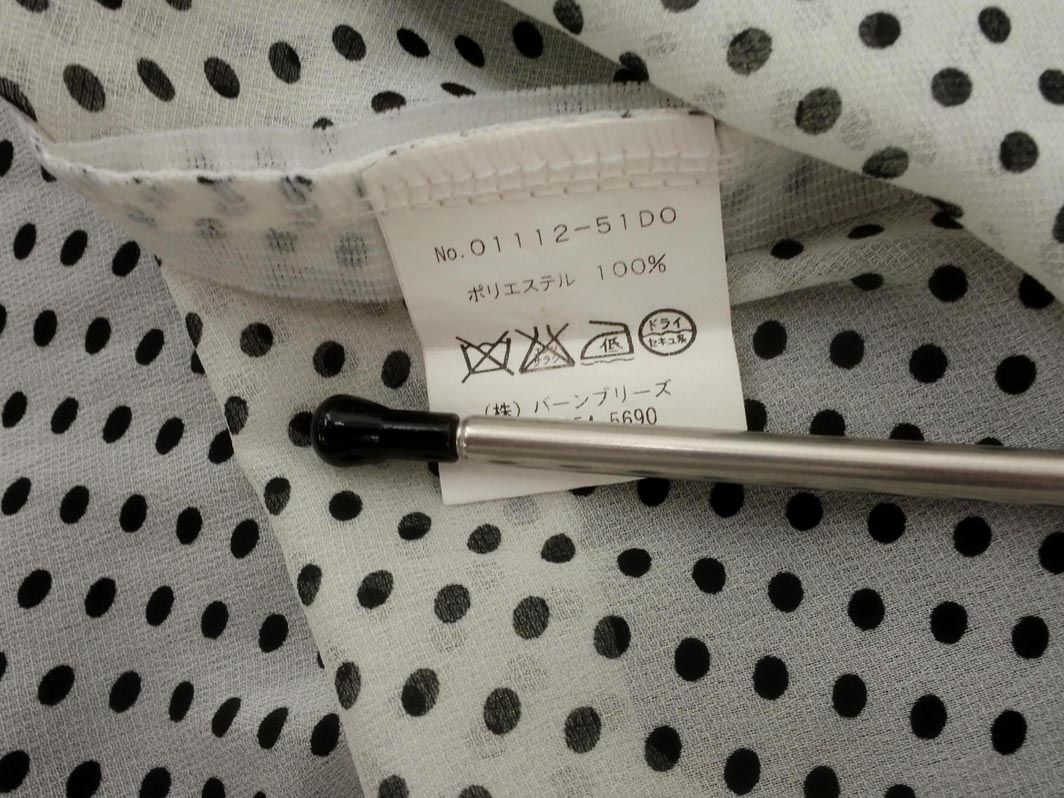 No.01112-51DO
ポリエステル 100%
低
ドライ
セキユ系
(株) バーンブリーズ
5690